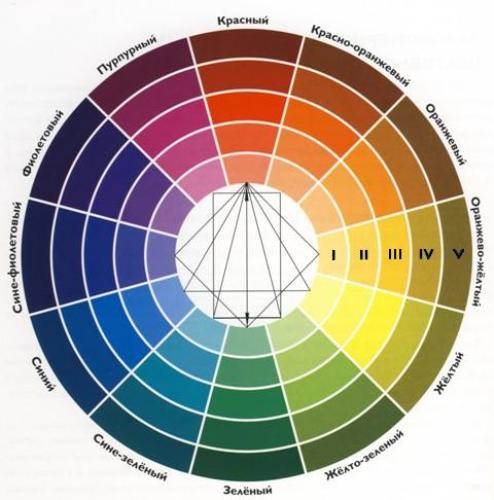 Красный
Красно-оранжевый
Оранжевый
Оранжево-жёлтый
Жёлтый
Жёлто-зеленый
Зелёный
Сине-зелёный
Синий
Сине-фиолетовый
Фиолетовый
Пурпурный
I II III IV V